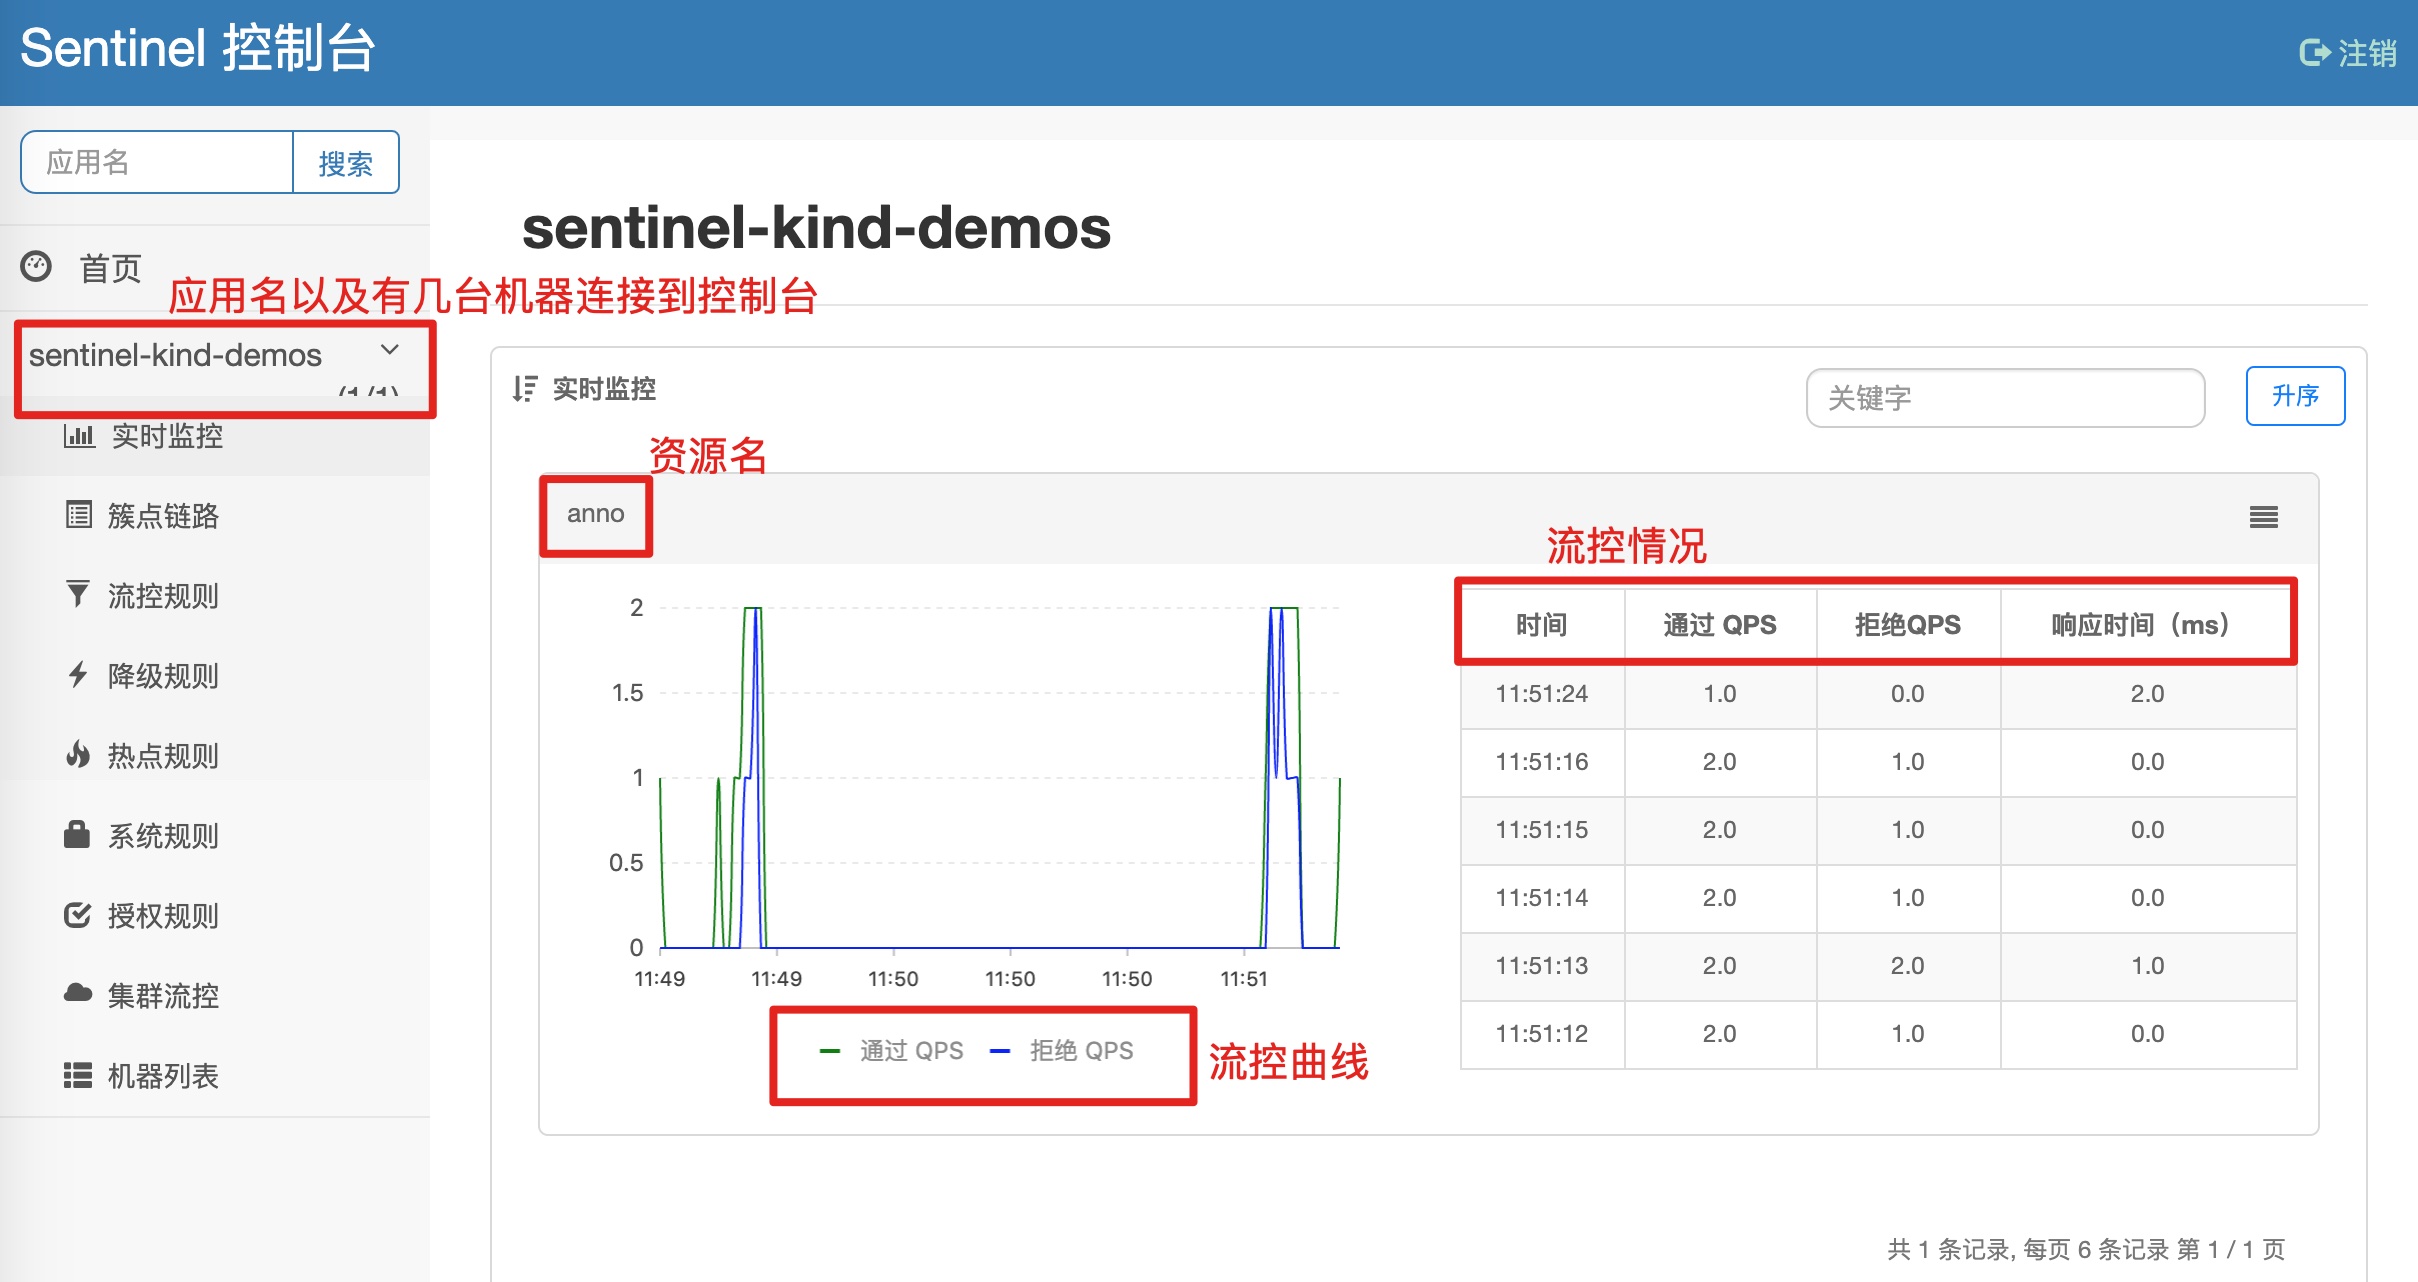 Sentinel 控制台
注销
应用名
搜索
首页
应用名以及有几台机器连接到控制台
sentinel-kind-demos
(1/1)
实时监控
簇点链路
流控规则
降级规则
热点规则
系统规则
授权规则
集群流控
机器列表
sentinel-kind-demos
实时监控
关键字
升序
资源名
anno
流控情况
2
1.5
1
0.5
0
11:49 11:49 11:50 11:50 11:50 11:51
通过 QPS 拒绝 QPS
流控曲线
时间 通过 QPS 拒绝QPS 响应时间（ms）
11:51:24 1.0 0.0 2.0
11:51:16 2.0 1.0 0.0
11:51:15 2.0 1.0 0.0
11:51:14 2.0 1.0 0.0
11:51:13 2.0 2.0 1.0
11:51:12 2.0 1.0 0.0
共 1 条记录, 每页 6 条记录 第 1 / 1 页